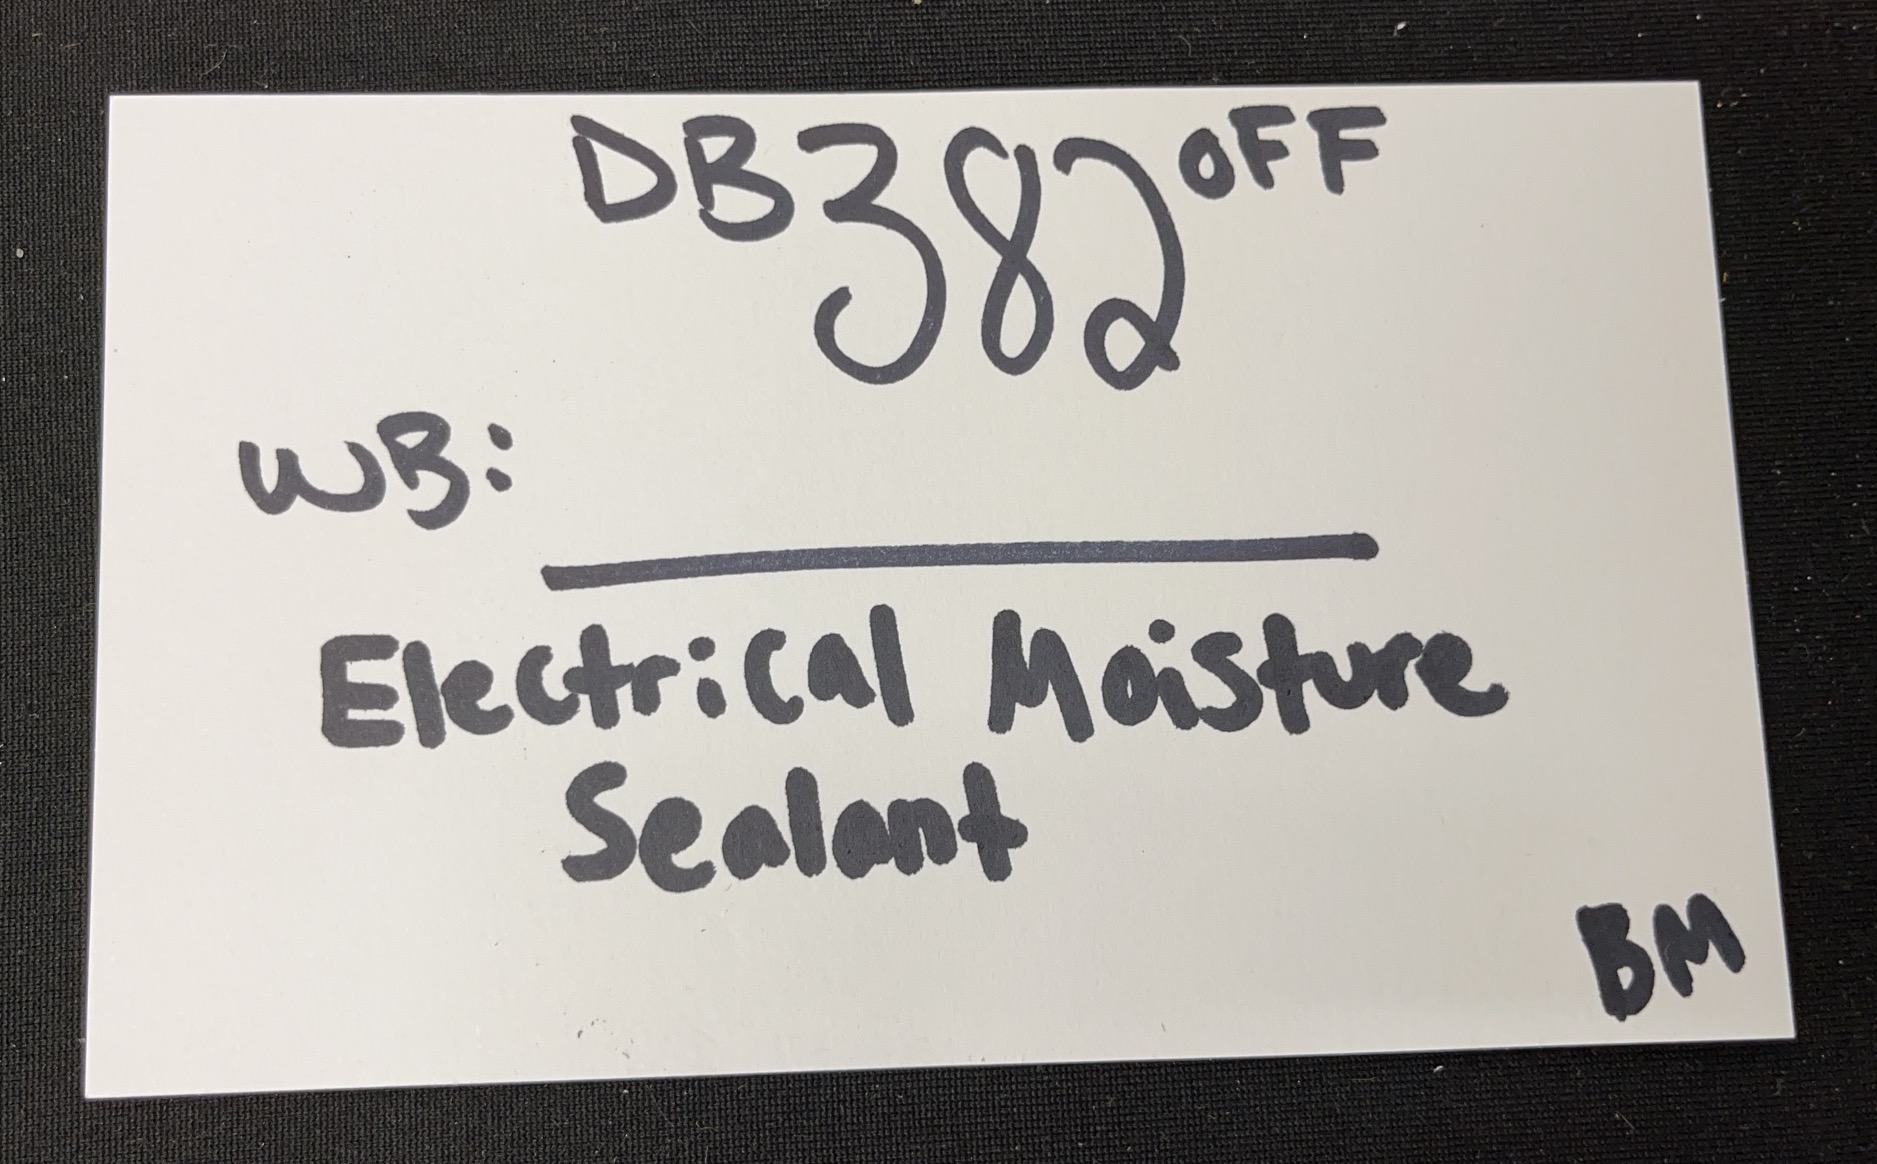 DB382OFF
WB:
Electrical Moisture
Sealant
BM